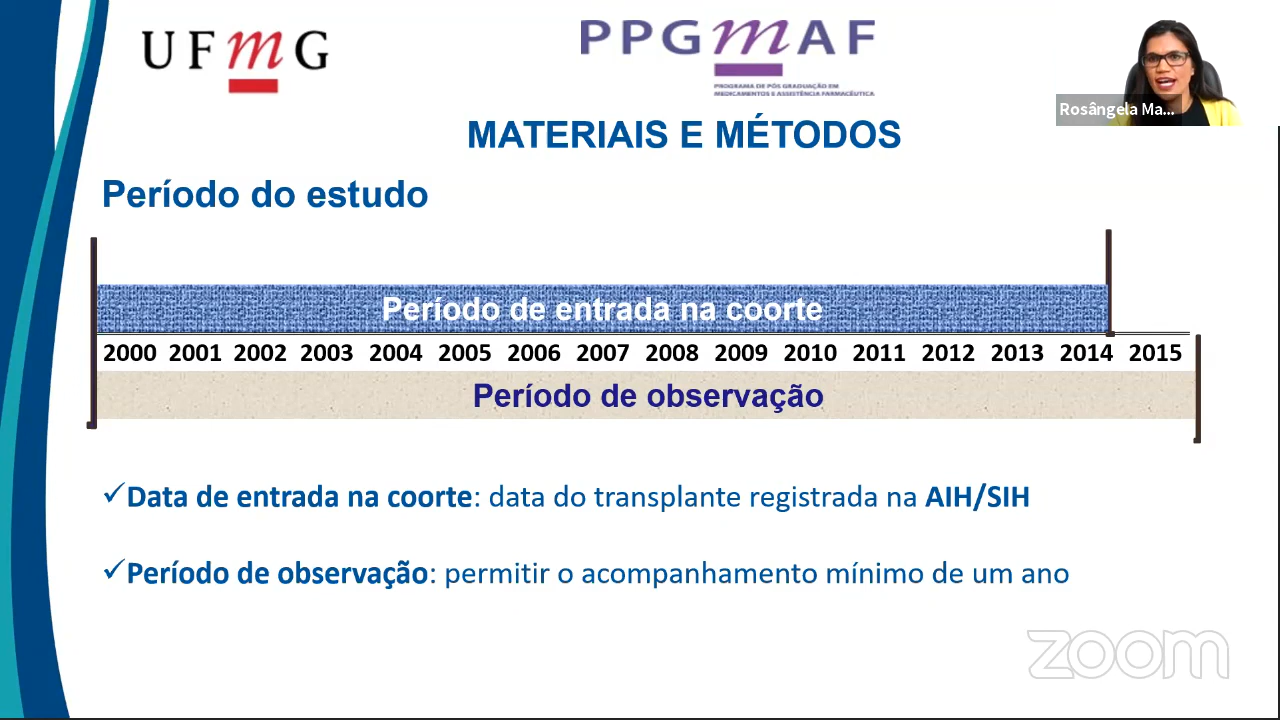 UFmG
PPGmAF
PROGRAMA DE PÓS GRADUAÇÃO EM
MEDICAMENTOS E ASSISTÊNCIA FARMACÊUTICA
Rosângela Ma...
MATERIAIS E MÉTODOS
Período do estudo
Período de entrada na coorte
2000 2001 2002 2003 2004 2005 2006 2007 2008 2009 2010 2011 2012 2013 2014 2015
Período de observação
✓Data de entrada na coorte: data do transplante registrada na AIH/SIH
✓Período de observação: permitir o acompanhamento mínimo de um ano
zoom